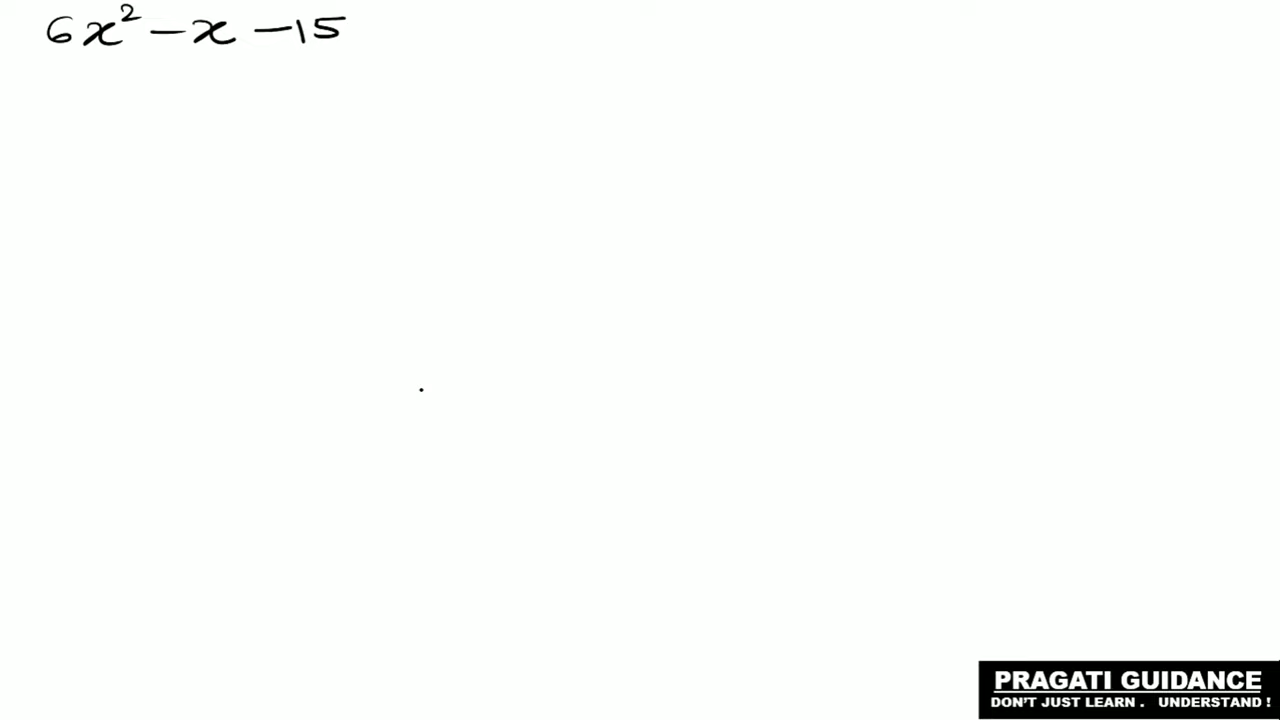 6x² – x – 15
PRAGATI GUIDANCE
DON'T JUST LEARN . UNDERSTAND !